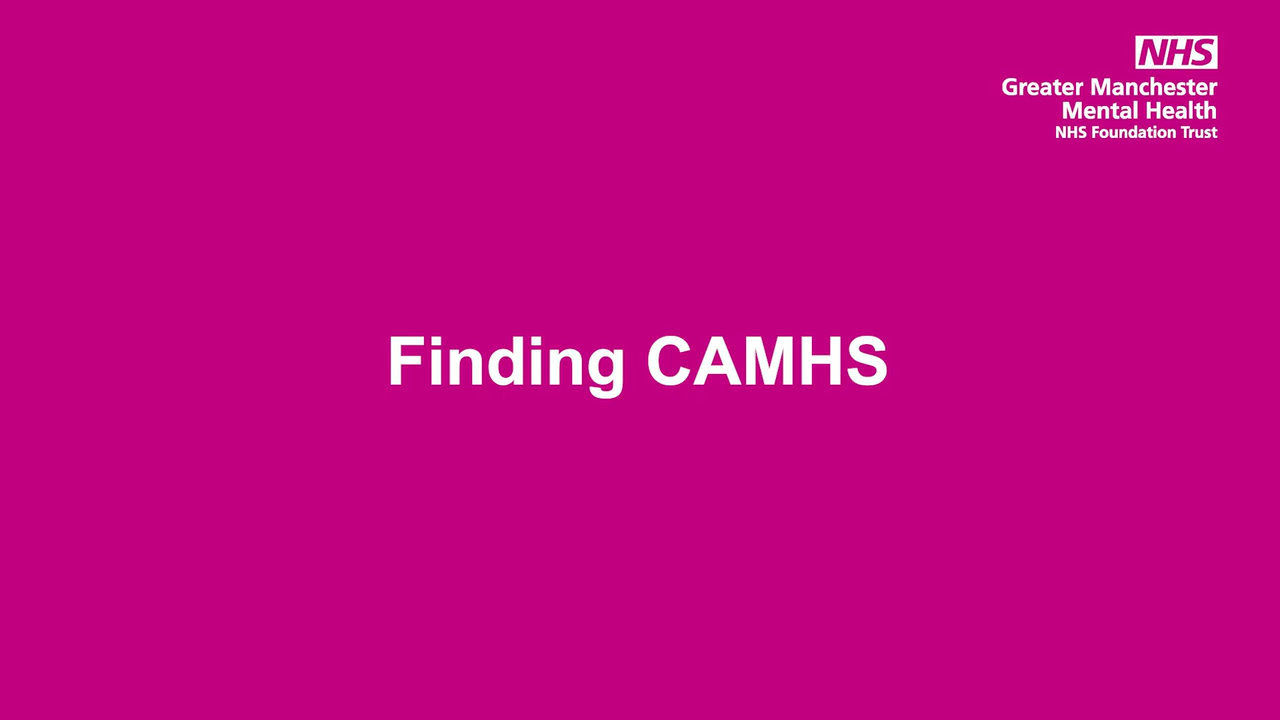 NHS
Greater Manchester
Mental Health
NHS Foundation Trust
Finding CAMHS